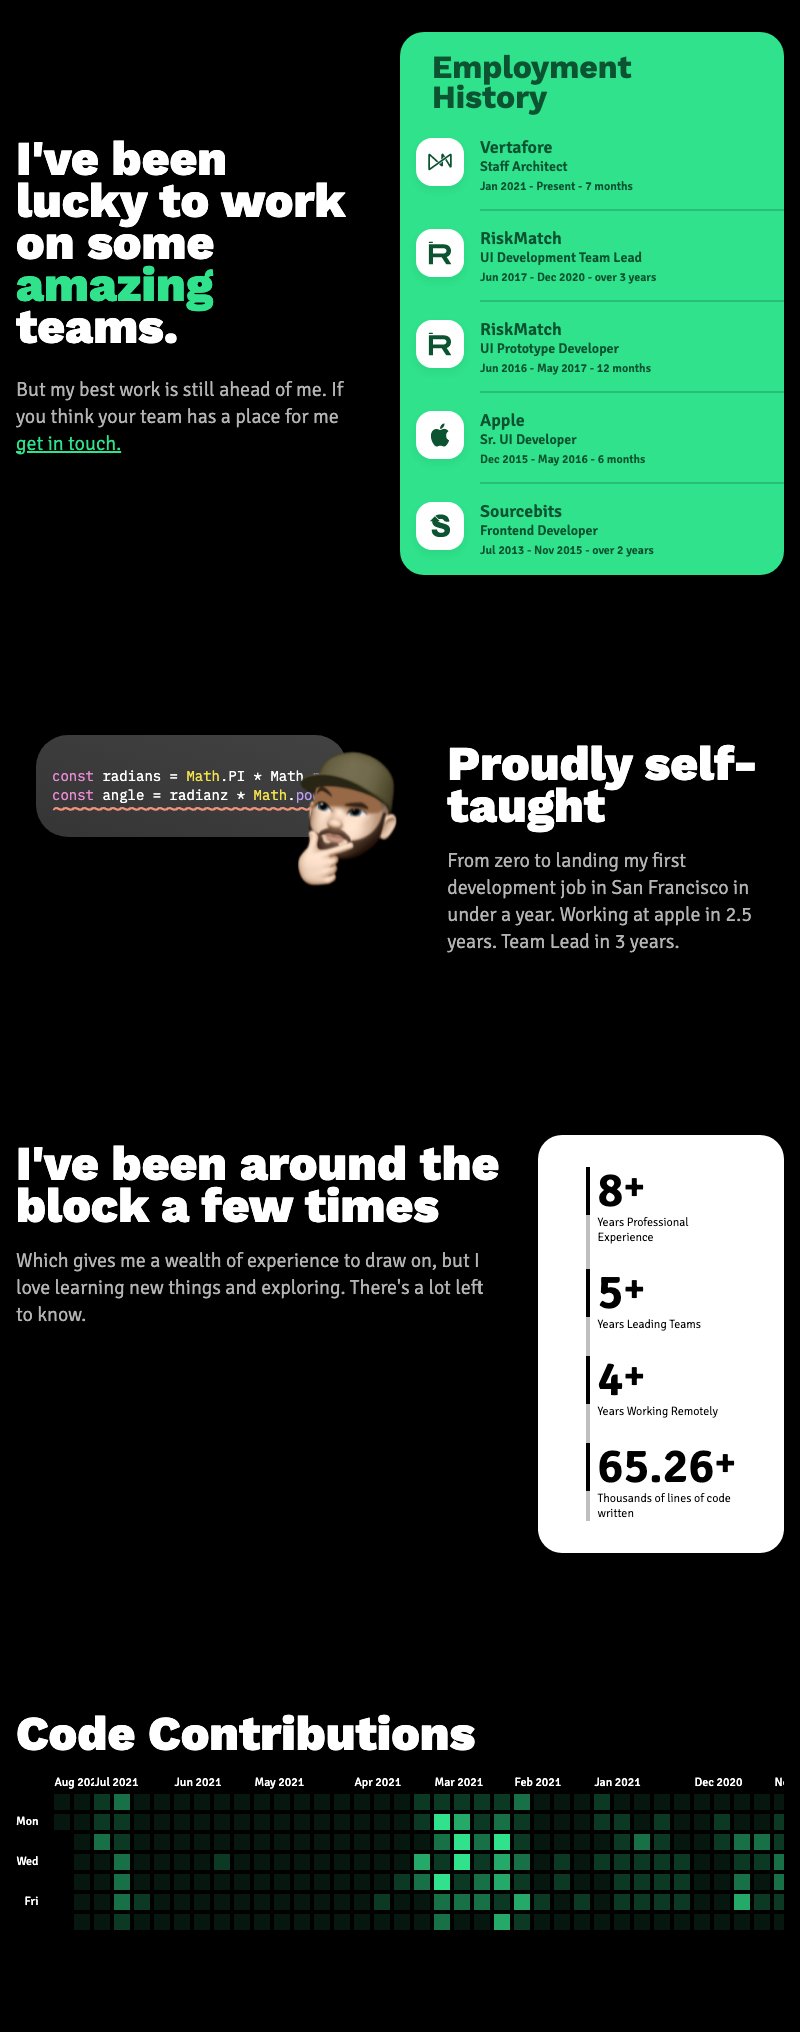 I've been
lucky to work
on some
amazing
teams.
But my best work is still ahead of me. If
you think your team has a place for me
get in touch.
Employment
History
Vertafore
Staff Architect
Jan 2021 - Present - 7 months
RiskMatch
UI Development Team Lead
Jun 2017 - Dec 2020 - over 3 years
RiskMatch
UI Prototype Developer
Jun 2016 - May 2017 - 12 months
Apple
Sr. UI Developer
Dec 2015 - May 2016 - 6 months
Sourcebits
Frontend Developer
Jul 2013 - Nov 2015 - over 2 years
const radians = Math.PI * Math
const angle = radianz * Math.po
Proudly self-
taught
From zero to landing my first
development job in San Francisco in
under a year. Working at apple in 2.5
years. Team Lead in 3 years.
I've been around the
block a few times
Which gives me a wealth of experience to draw on, but I
love learning new things and exploring. There's a lot left
to know.
8+
Years Professional
Experience
5+
Years Leading Teams
4+
Years Working Remotely
65.26+
Thousands of lines of code
written
Code Contributions
Aug 202 Jul 2021 Jun 2021 May 2021 Apr 2021 Mar 2021 Feb 2021 Jan 2021 Dec 2020
Mon
Wed
Fri